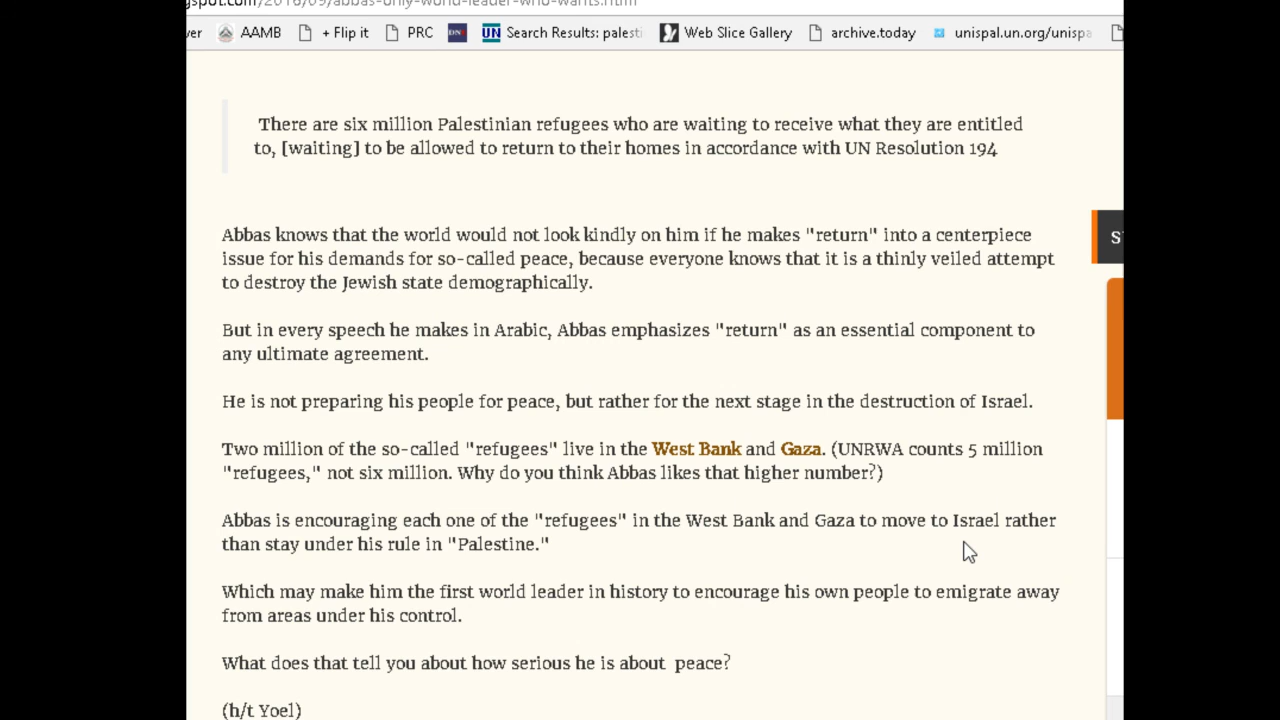 gspot.com/2016/09/abbas-only-world-leader-who-wants.html
ver AAMB + Flip it PRC UN Search Results: palesti Web Slice Gallery archive.today unispal.un.org/unispa
There are six million Palestinian refugees who are waiting to receive what they are entitled
to, [waiting] to be allowed to return to their homes in accordance with UN Resolution 194
Abbas knows that the world would not look kindly on him if he makes "return" into a centerpiece
issue for his demands for so-called peace, because everyone knows that it is a thinly veiled attempt
to destroy the Jewish state demographically.
But in every speech he makes in Arabic, Abbas emphasizes "return" as an essential component to
any ultimate agreement.
He is not preparing his people for peace, but rather for the next stage in the destruction of Israel.
Two million of the so-called "refugees" live in the West Bank and Gaza. (UNRWA counts 5 million
"refugees," not six million. Why do you think Abbas likes that higher number?)
Abbas is encouraging each one of the "refugees" in the West Bank and Gaza to move to Israel rather
than stay under his rule in "Palestine."
Which may make him the first world leader in history to encourage his own people to emigrate away
from areas under his control.
What does that tell you about how serious he is about  peace?
(h/t Yoel)